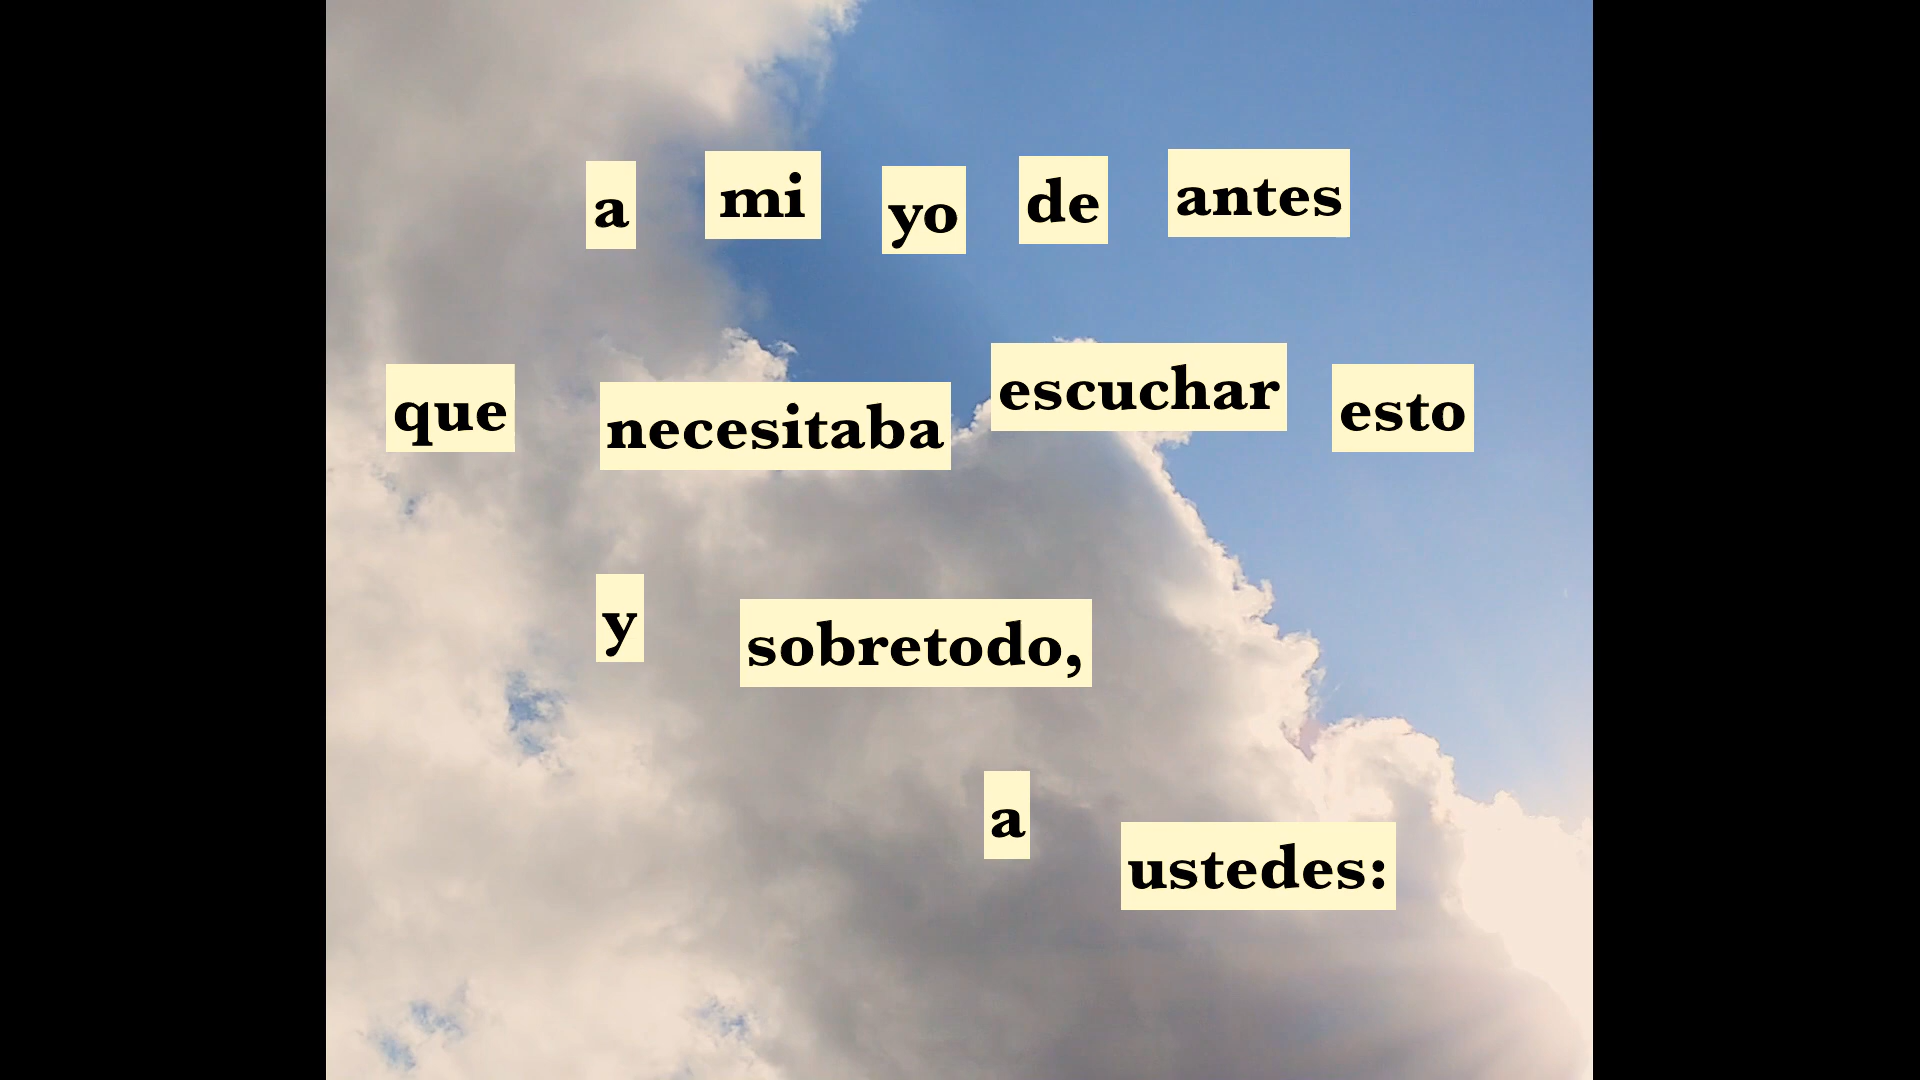 a mi yo de antes
que necesitaba escuchar esto
y sobretodo,
a ustedes: